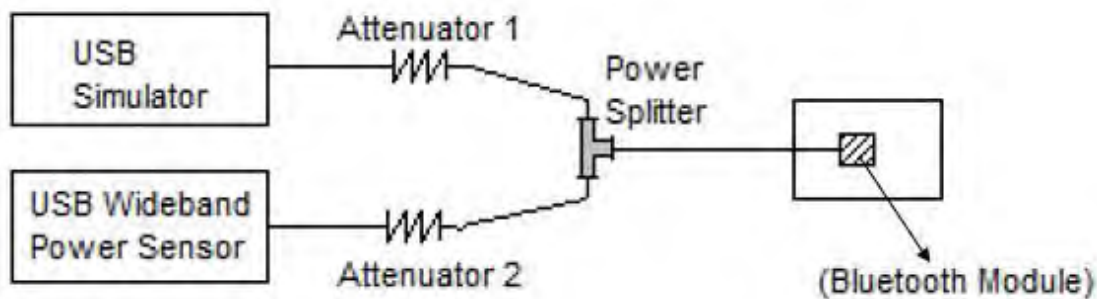 USB
Simulator
Attenuator 1
Power
Splitter
USB Wideband
Power Sensor
Attenuator 2
(Bluetooth Module)